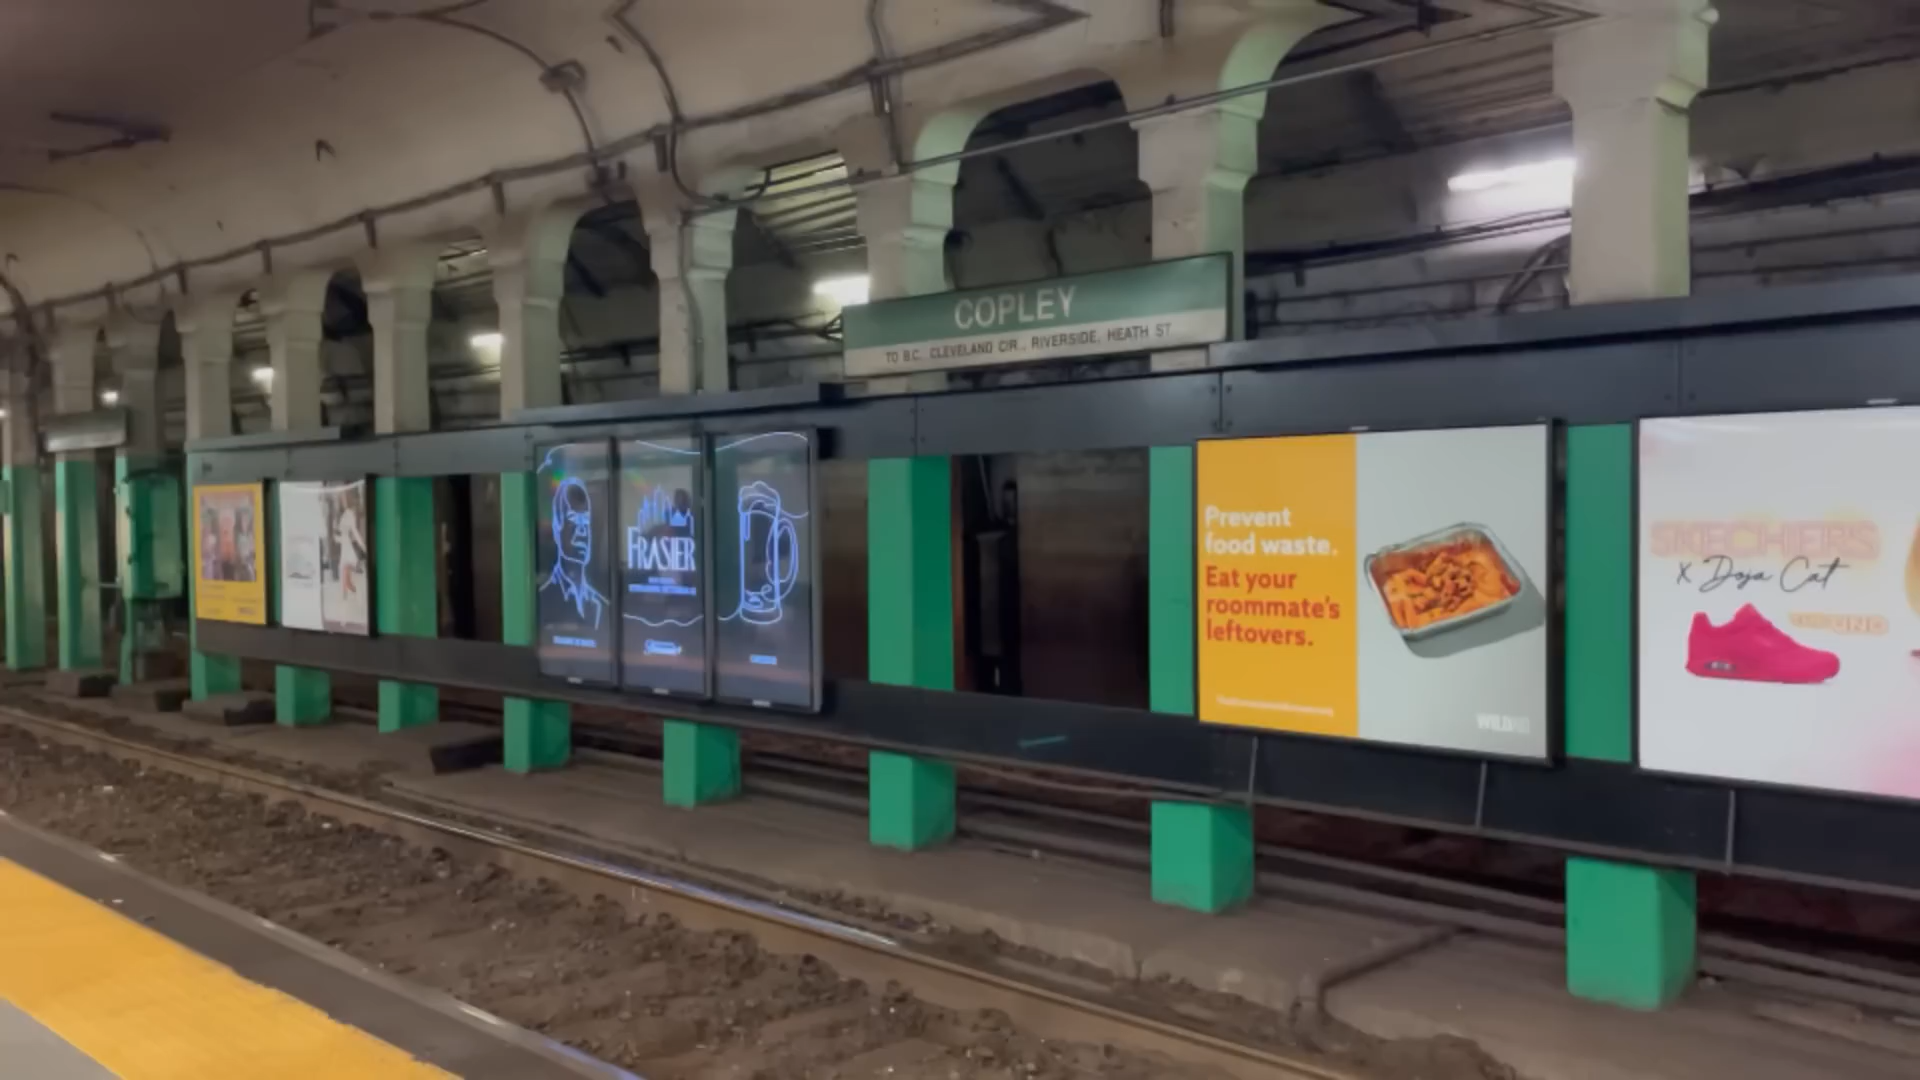 COPLEY
TO B.C. CLEVELAND CIR., RIVERSIDE, HEATH ST
FRASIER
Prevent
food waste.
Eat your
roommate's
leftovers.
SKECHERS
x Doja Cat